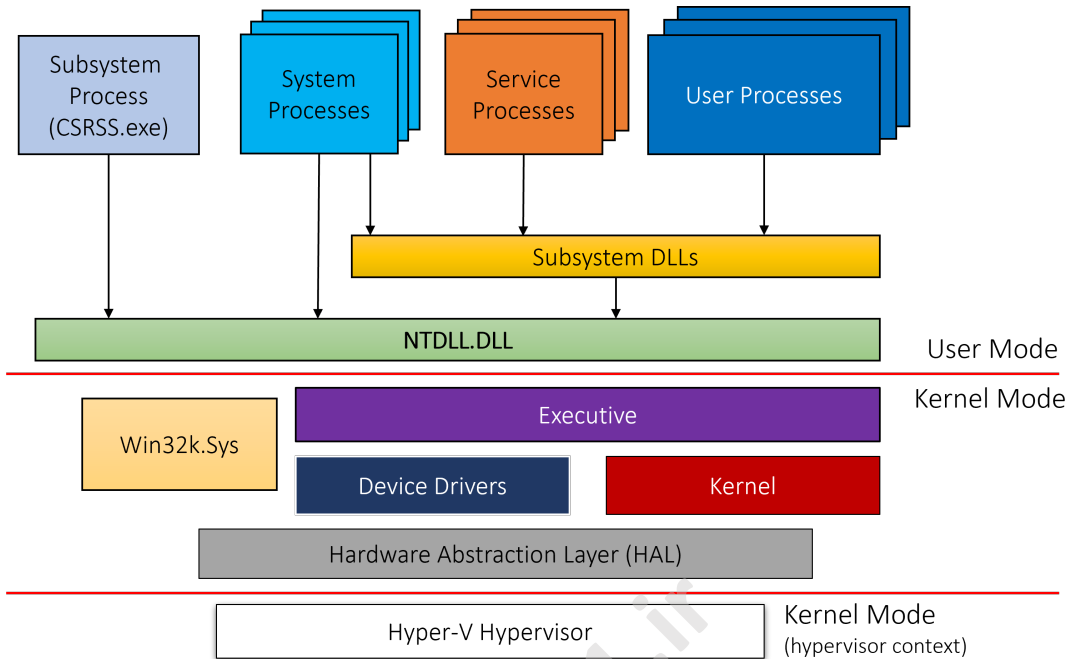 Subsystem
Process
(CSRSS.exe)
System
Processes
Service
Processes
User Processes
Subsystem DLLs
NTDLL.DLL
User Mode
Kernel Mode
Executive
Win32k.Sys
Device Drivers
Kernel
Hardware Abstraction Layer (HAL)
Hyper-V Hypervisor
Kernel Mode
(hypervisor context)